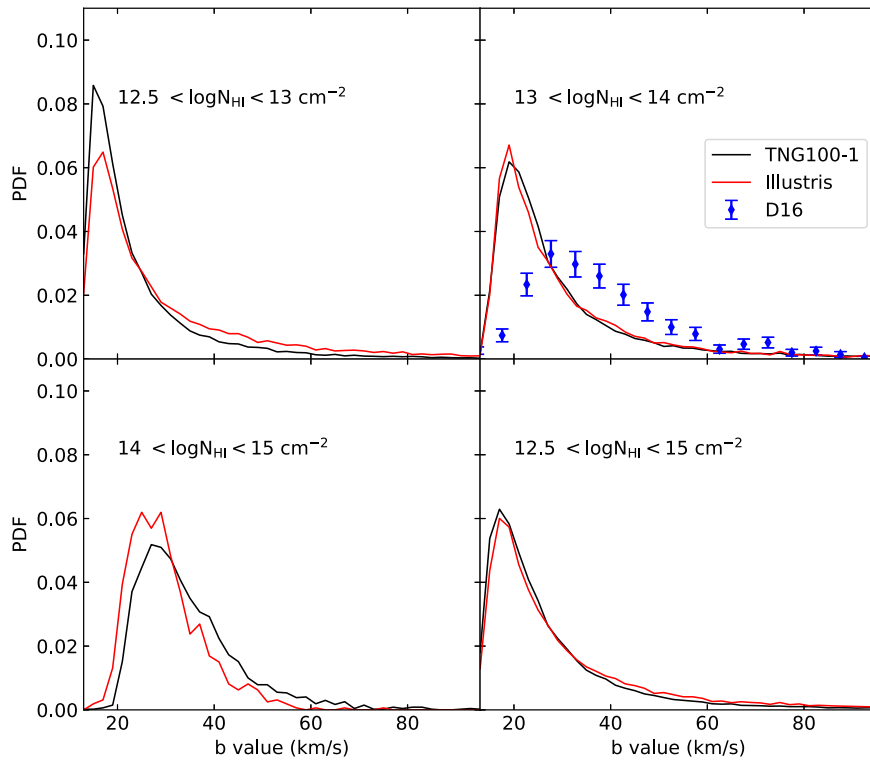 0.10
0.08
0.06
0.04
0.02
0.00
PDF
12.5 < logN_HI < 13 cm⁻²
13 < logN_HI < 14 cm⁻²
TNG100-1
Illustris
D16
0.10
0.08
0.06
0.04
0.02
0.00
PDF
14 < logN_HI < 15 cm⁻²
12.5 < logN_HI < 15 cm⁻²
20 40 60 80
20 40 60 80
b value (km/s)
b value (km/s)